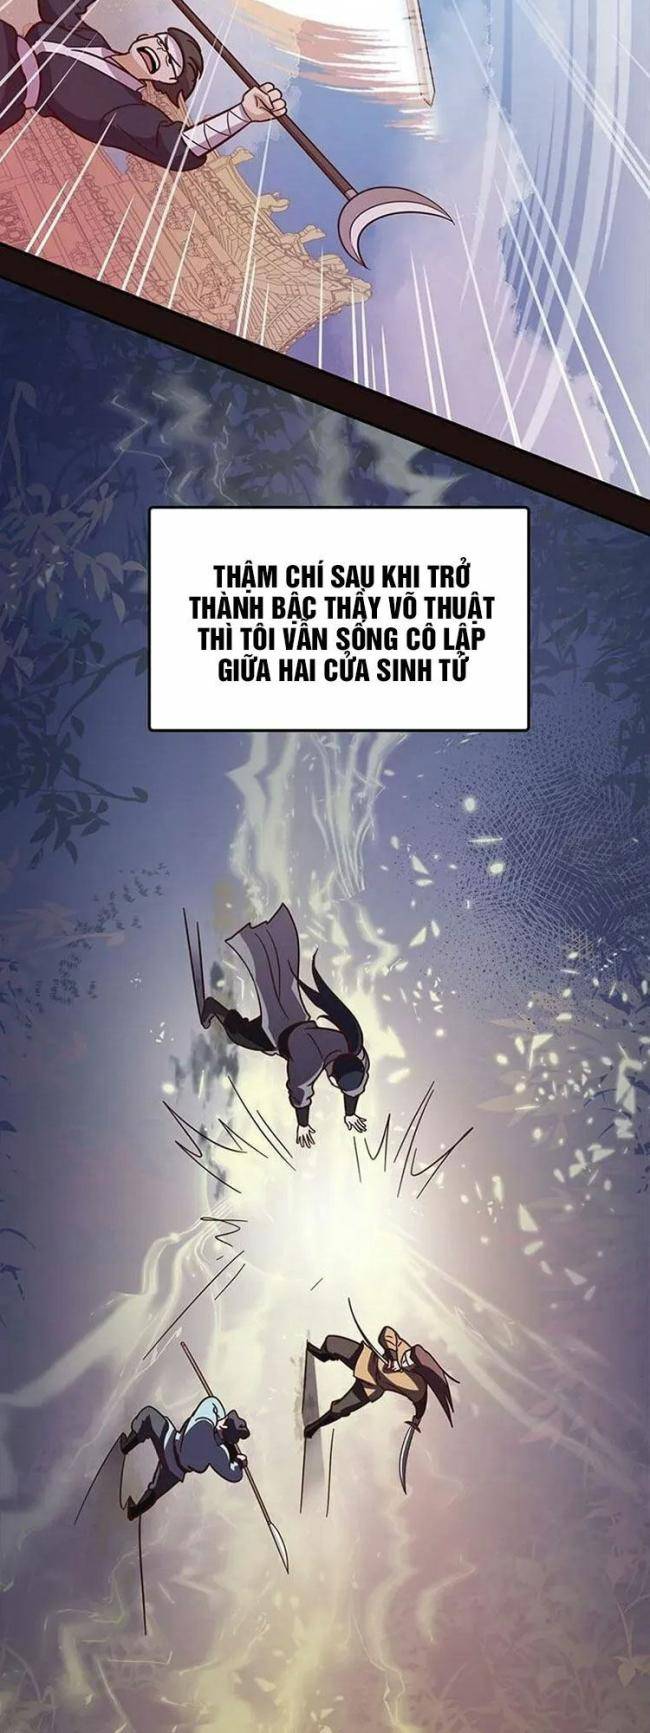 THẬM CHÍ SAU KHI TRỞ
THÀNH BẬC THẦY VÕ THUẬT
THÌ TÔI VẪN SỐNG CÔ LẬP
GIỮA HAI CỬA SINH TỬ